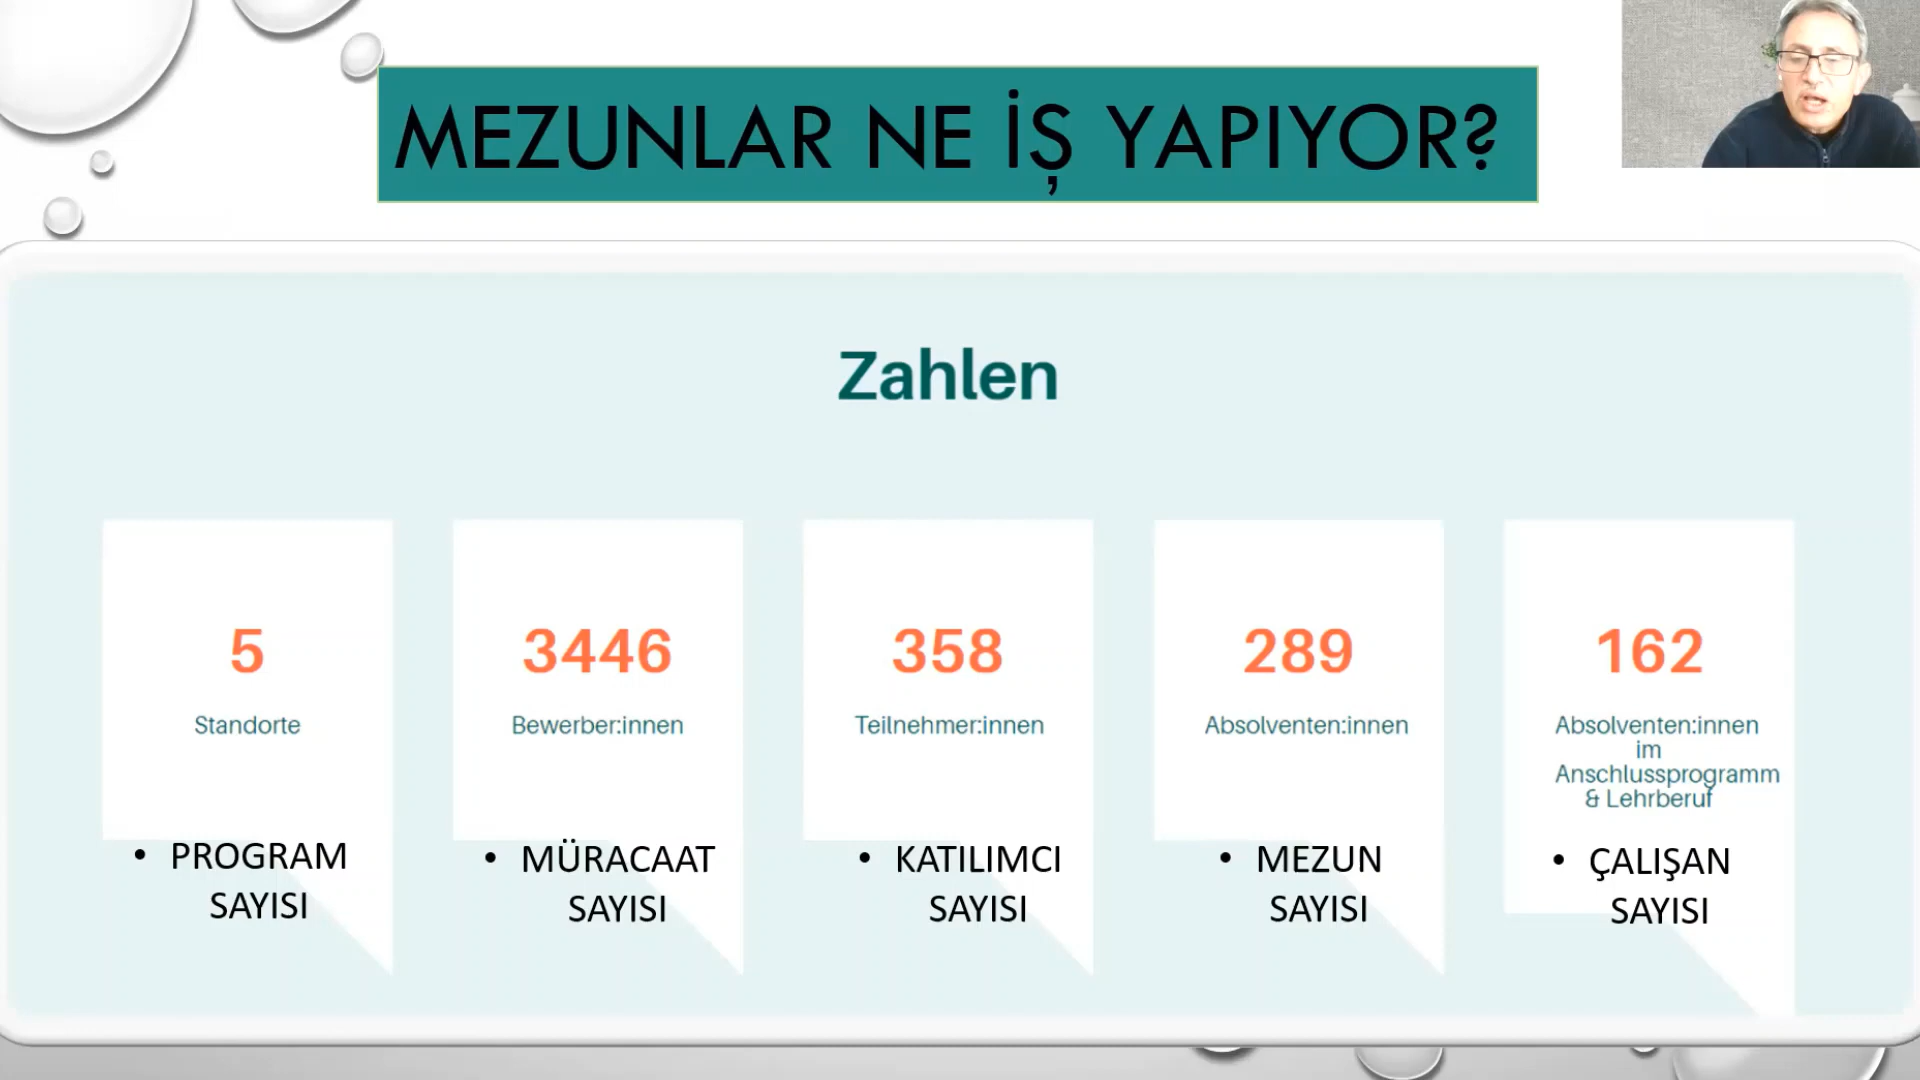 MEZUNLAR NE İŞ YAPIYOR?
Zahlen
5
Standorte
• PROGRAM
SAYISI
3446
Bewerber:innen
• MÜRACAAT
SAYISI
358
Teilnehmer:innen
• KATILIMCI
SAYISI
289
Absolventen:innen
• MEZUN
SAYISI
162
Absolventen:innen
im
Anschlussprogramm
& Lehrberuf
• ÇALIŞAN
SAYISI